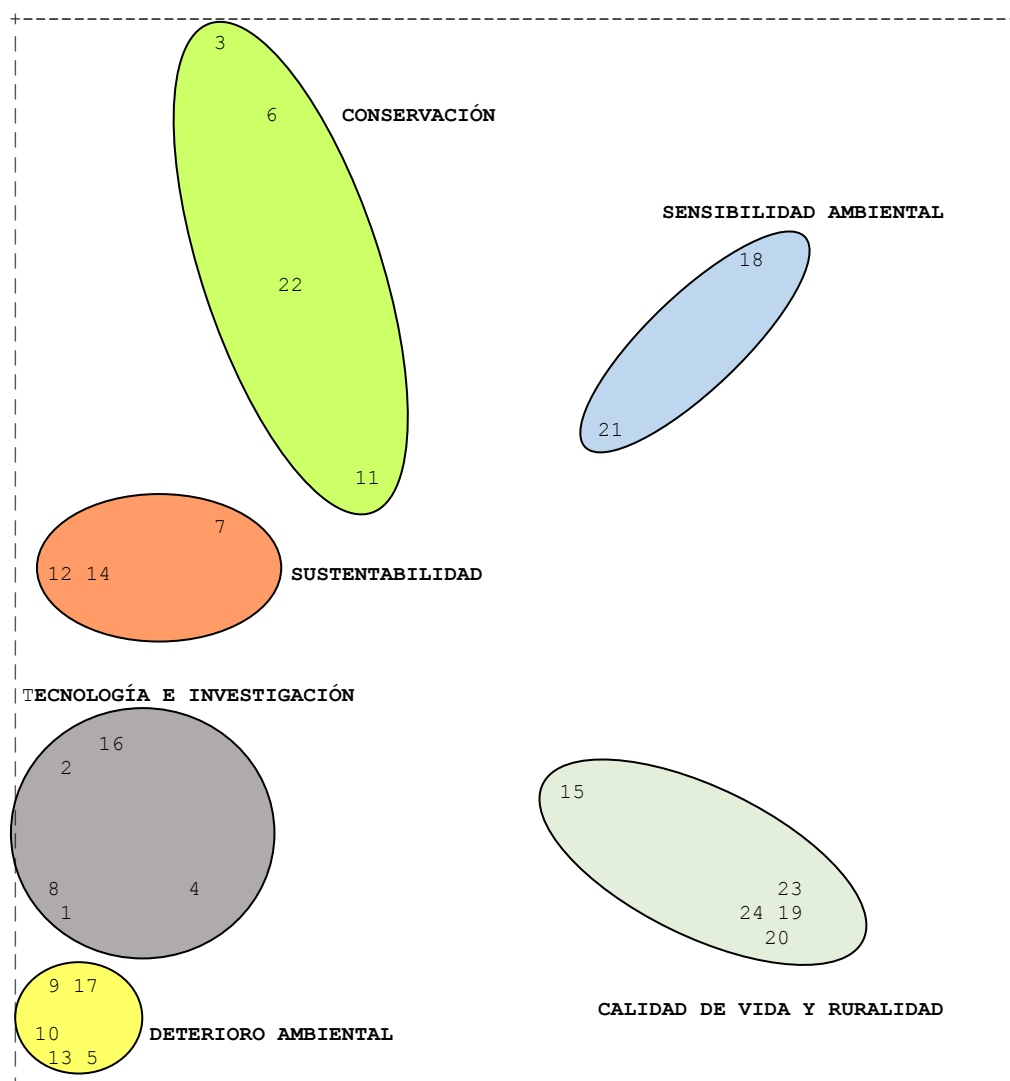 3
6 CONSERVACIÓN
SENSIBILIDAD AMBIENTAL
18
22
21
11
7
12 14 SUSTENTABILIDAD
TECNOLOGÍA E INVESTIGACIÓN
16
2
15
8 4 23
1 24 19
20
9 17
CALIDAD DE VIDA Y RURALIDAD
10 DETERIORO AMBIENTAL
13 5